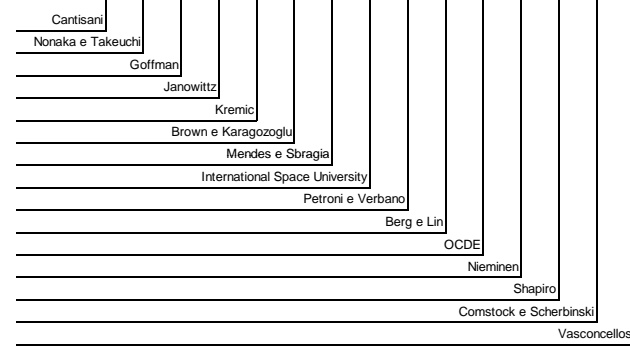 Cantisani
Nonaka e Takeuchi
Goffman
Janowittz
Kremic
Brown e Karagozoglu
Mendes e Sbragia
International Space University
Petroni e Verbano
Berg e Lin
OCDE
Nieminen
Shapiro
Comstock e Scherbinski
Vasconcellos